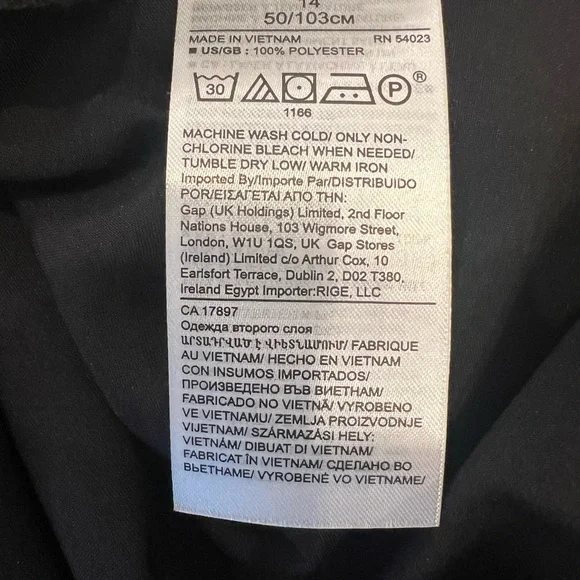 14
50/103CM
MADE IN VIETNAM RN 54023
■ US/GB : 100% POLYESTER
30 P ®
1166
MACHINE WASH COLD/ ONLY NON-
CHLORINE BLEACH WHEN NEEDED/
TUMBLE DRY LOW/ WARM IRON
Imported By/Importe Par/DISTRIBUIDO
POR/ΕΙΣΑΓΕΤΑΙ ΑΠΟ ΤΗΝ:
Gap (UK Holdings) Limited, 2nd Floor
Nations House, 103 Wigmore Street,
London, W1U 1QS, UK Gap Stores
(Ireland) Limited c/o Arthur Cox, 10
Earlsfort Terrace, Dublin 2, D02 T380,
Ireland Egypt Importer:RIGE, LLC
CA 17897
Одежда второго слоя
ԱՐՏԱԴՐՎԱԾ Է ՎԻԵՏՆԱՄՈՒՄ/ FABRIQUE
AU VIETNAM/ HECHO EN VIETNAM
CON INSUMOS IMPORTADOS/
ПРОИЗВЕДЕНО ВЪВ ВИЕТНАМ/
FABRICADO NO VIETNÃ/ VYROBENO
VE VIETNAMU/ ZEMLJA PROIZVODNJE
VIJETNAM/ SZÁRMAZÁSI HELY:
VIETNÁM/ DIBUAT DI VIETNAM/
FABRICAT ÎN VIETNAM/ СДЕЛАНО ВО
ВЬЕТНАМЕ/ VYROBENÉ VO VIETNAME/